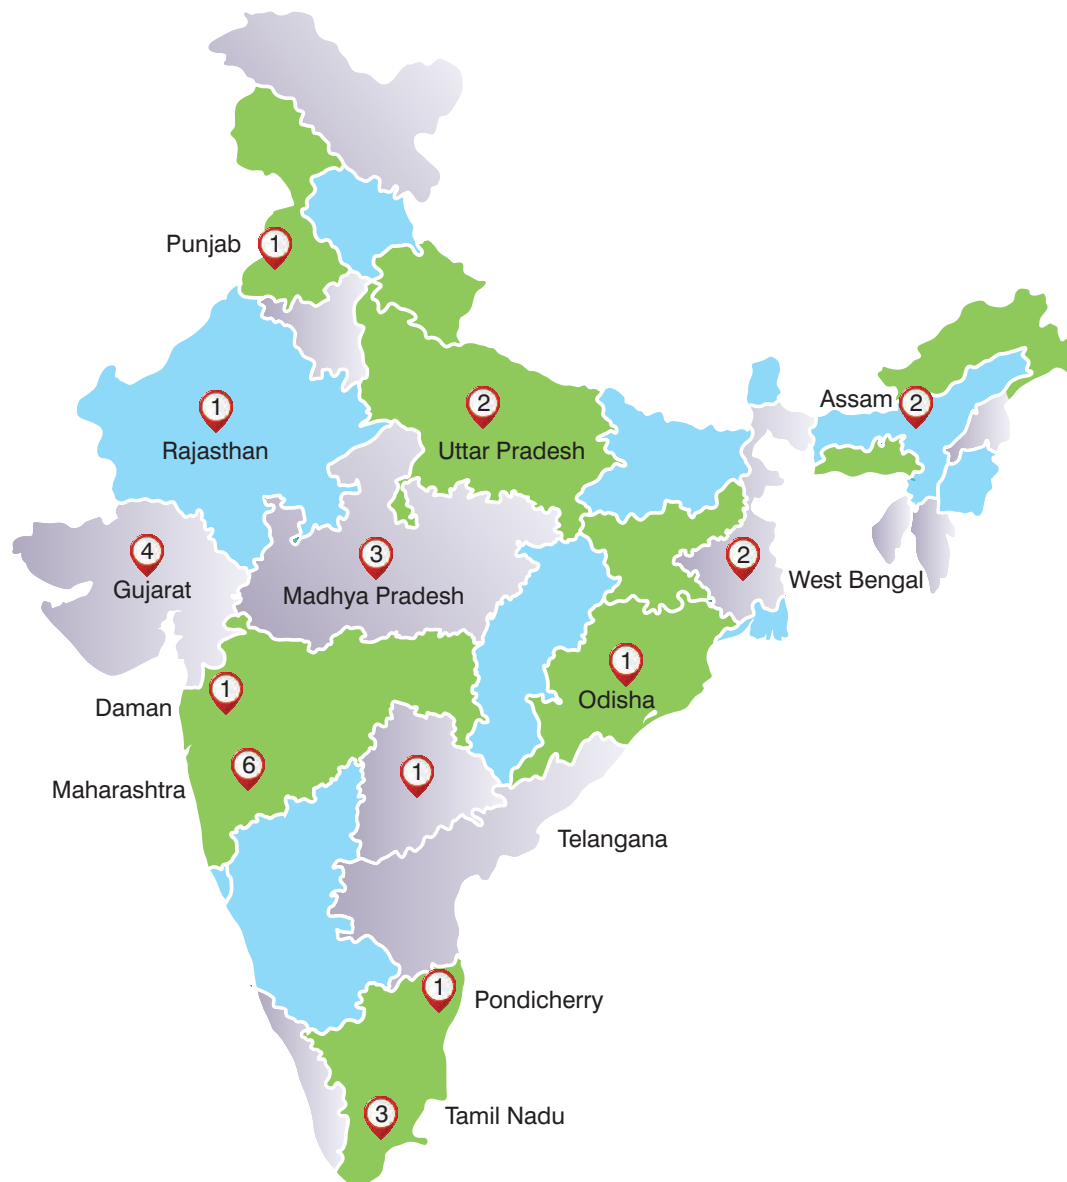 Punjab
1
1
Rajasthan
2
Uttar Pradesh
Assam
2
4
Gujarat
3
Madhya Pradesh
2
West Bengal
1
Odisha
1
Daman
6
Maharashtra
1
Telangana
1
Pondicherry
3
Tamil Nadu